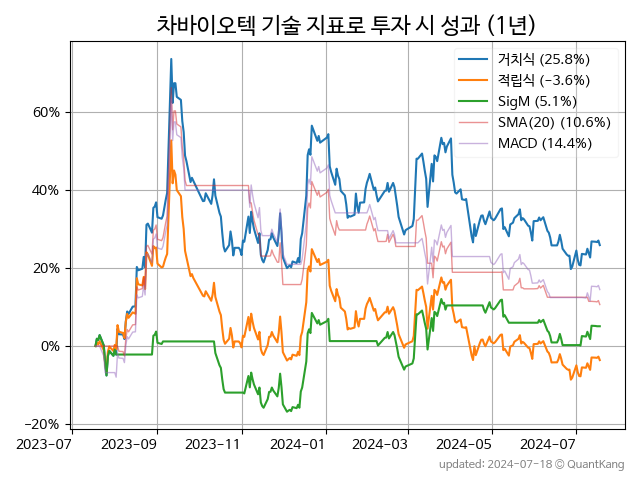 차바이오텍 기술 지표로 투자 시 성과 (1년)
거치식 (25.8%)
적립식 (-3.6%)
SigM (5.1%)
SMA(20) (10.6%)
MACD (14.4%)
60%
40%
20%
0%
−20%
2023-07 2023-09 2023-11 2024-01 2024-03 2024-05 2024-07
updated: 2024-07-18 ⓒ QuantKang